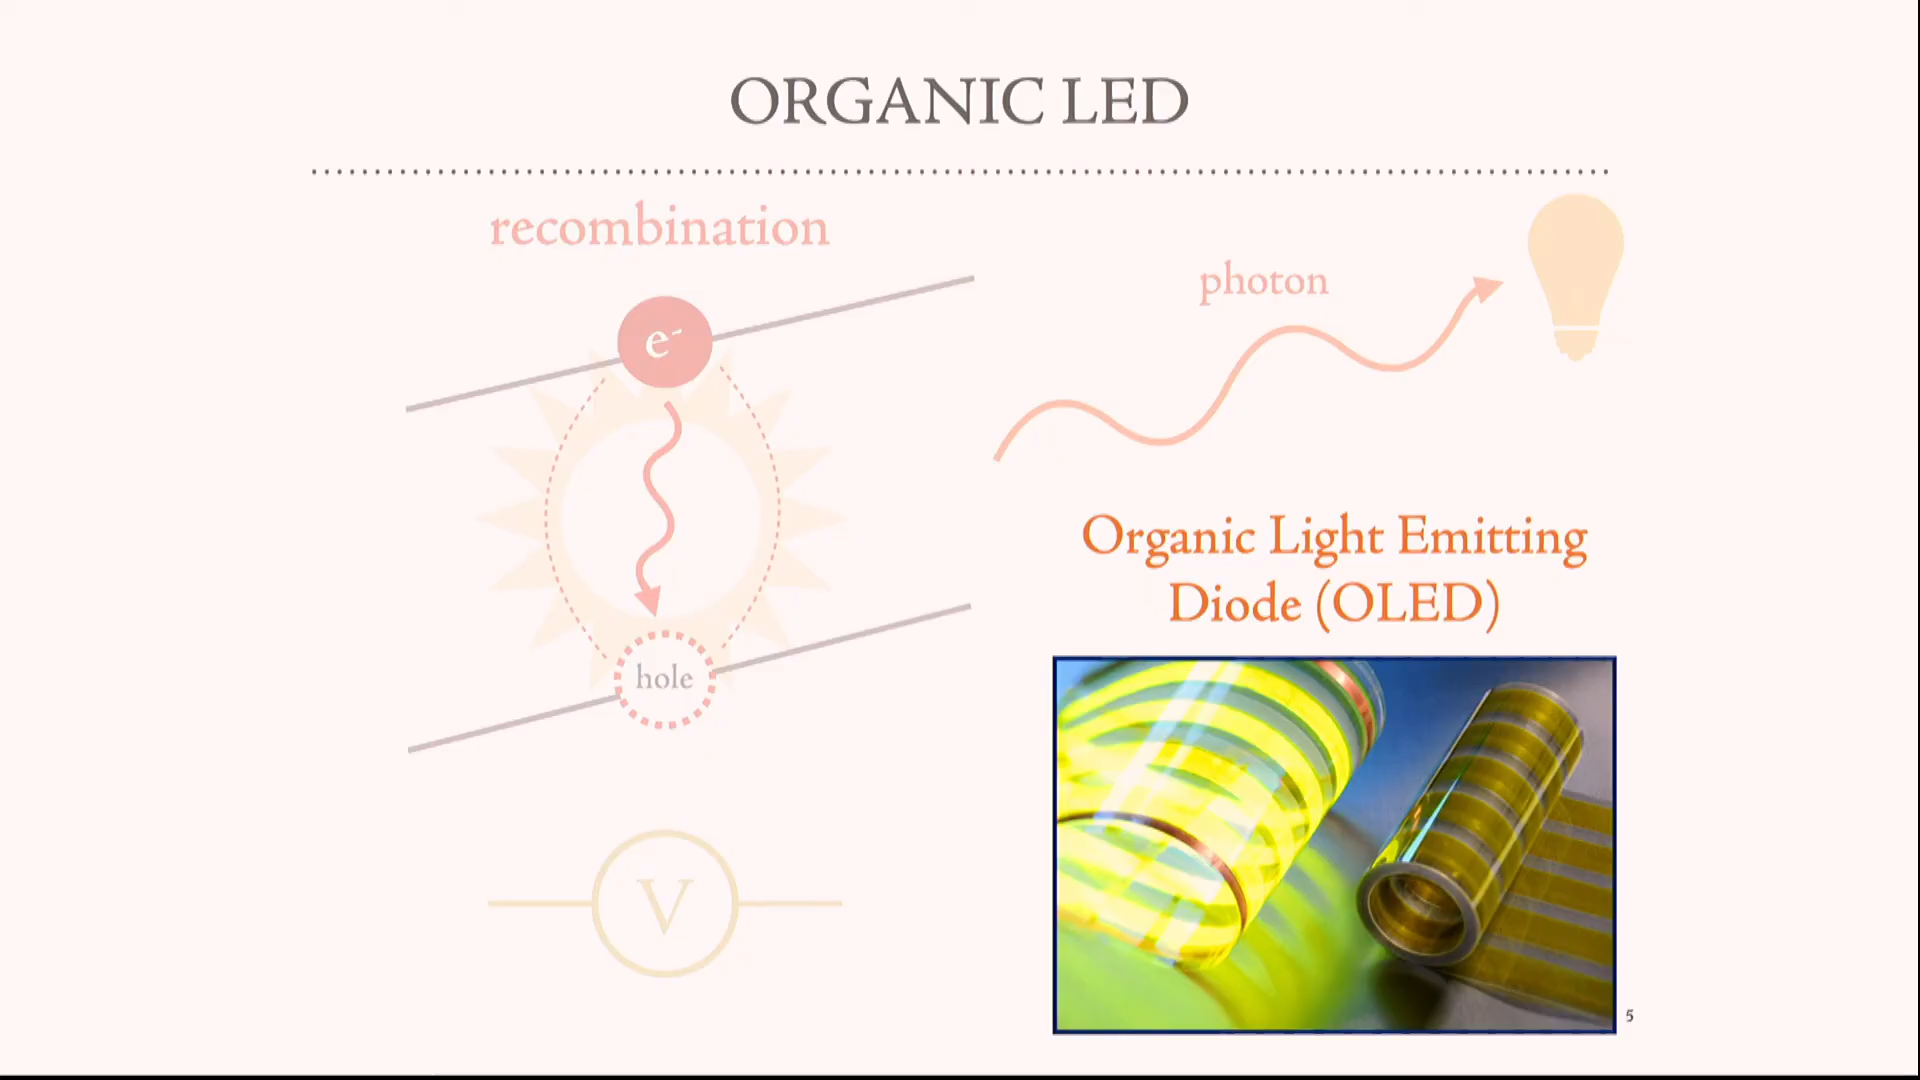 ORGANIC LED
recombination
photon
e-
hole
Organic Light Emitting
Diode (OLED)
V
5